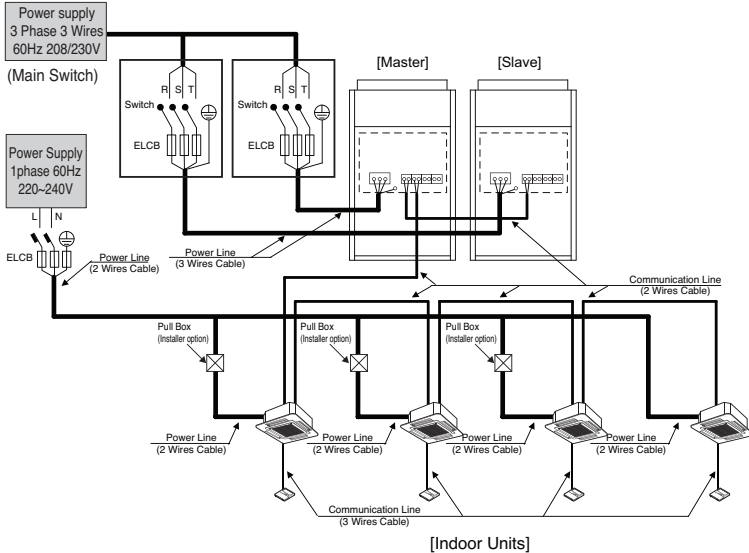 Power supply
3 Phase 3 Wires
60Hz 208/230V
(Main Switch)
[Master]
[Slave]
R S T
Switch
ELCB
R S T
Switch
ELCB
Power Supply
1phase 60Hz
220~240V
L N
ELCB
Power Line
(2 Wires Cable)
Power Line
(3 Wires Cable)
Communication Line
(2 Wires Cable)
Pull Box
(Installer option)
Pull Box
(Installer option)
Pull Box
(Installer option)
Power Line
(2 Wires Cable)
Power Line
(2 Wires Cable)
Power Line
(2 Wires Cable)
Power Line
(2 Wires Cable)
Communication Line
(3 Wires Cable)
[Indoor Units]